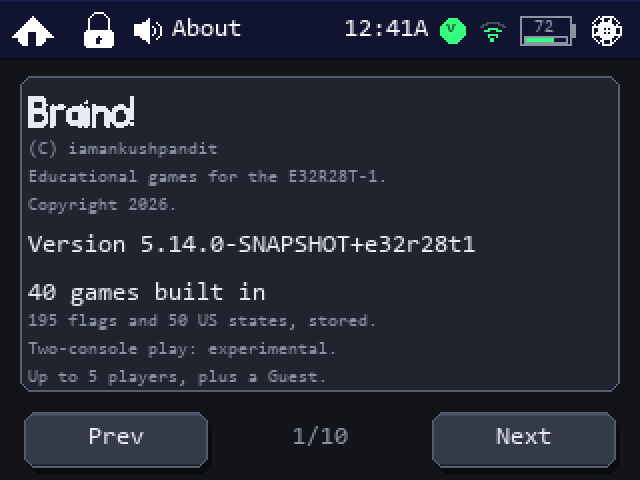 About 12:41A V 72
Brain!
(C) iamankushpandit
Educational games for the E32R28T-1.
Copyright 2026.
Version 5.14.0-SNAPSHOT+e32r28t1
40 games built in
195 flags and 50 US states, stored.
Two-console play: experimental.
Up to 5 players, plus a Guest.
Prev 1/10 Next